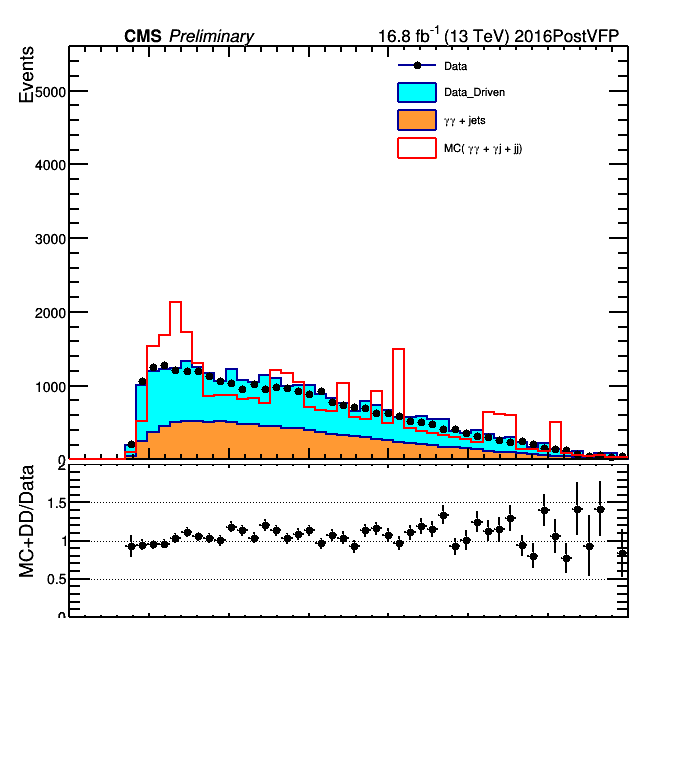 CMS Preliminary 16.8 fb-1 (13 TeV) 2016PostVFP
Events
5000
4000
3000
2000
1000
0
Data
Data_Driven
γγ + jets
MC( γγ + γj + jj)
MC+DD/Data
2
1.5
1
0.5
0